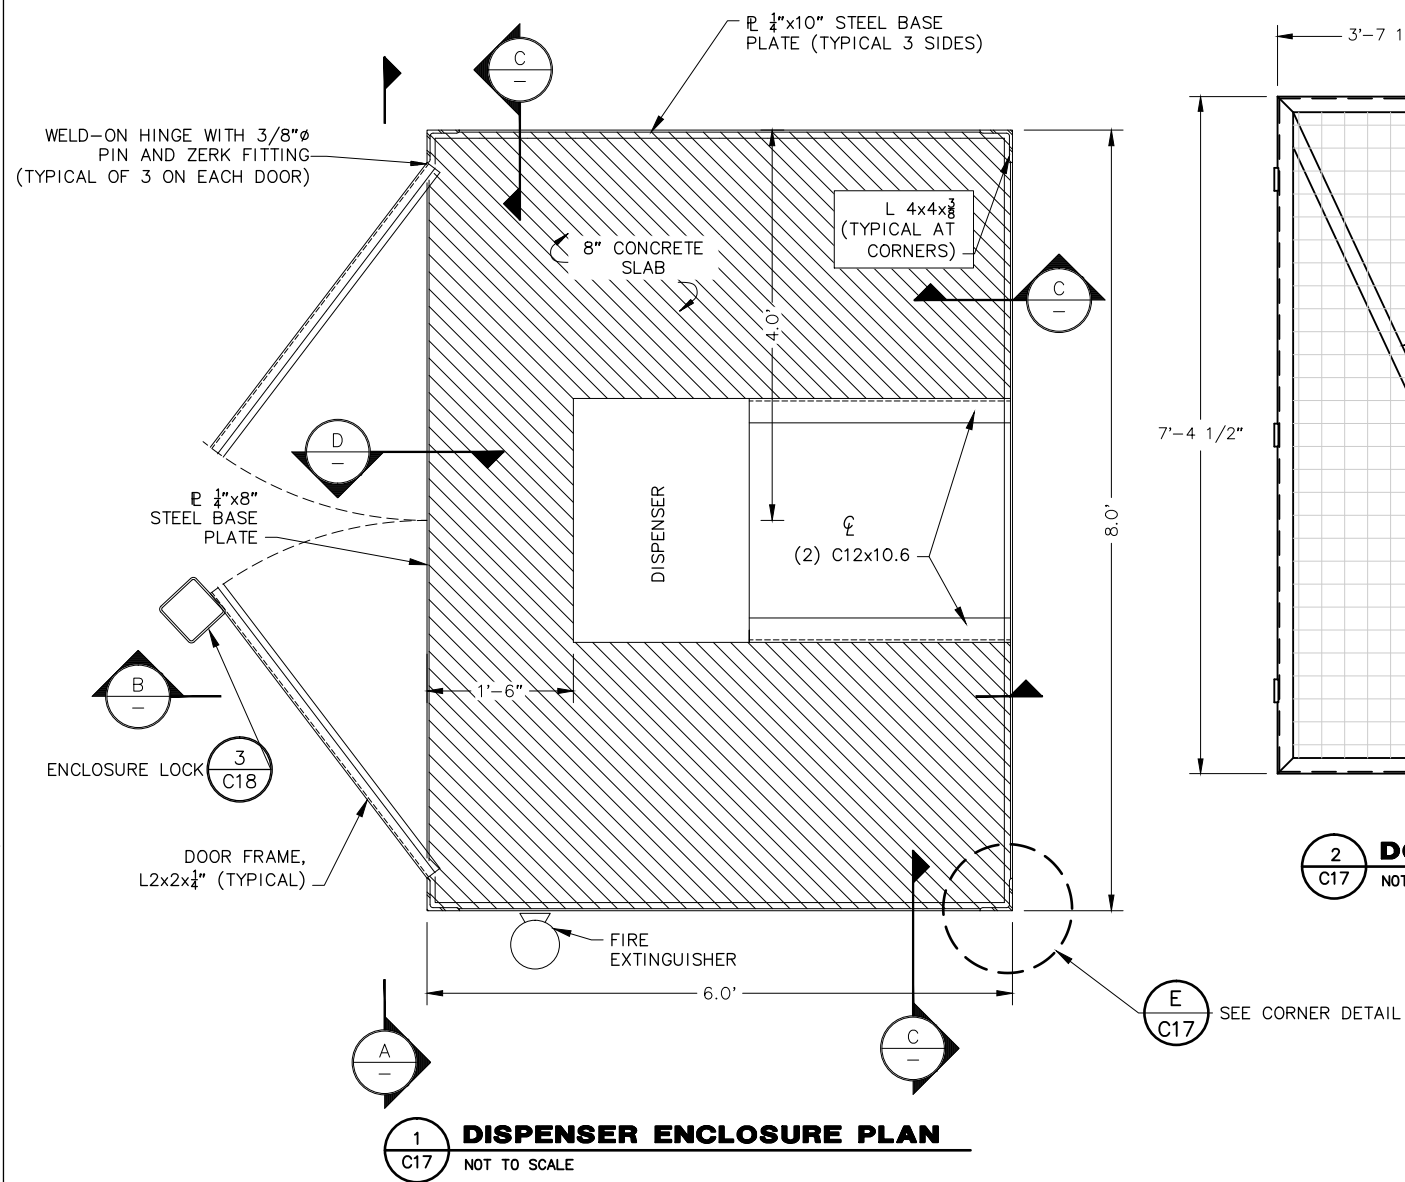 ℄ 1/4"x10" STEEL BASE
PLATE (TYPICAL 3 SIDES)
3'-7 1
C
–
WELD-ON HINGE WITH 3/8"ø
PIN AND ZERK FITTING
(TYPICAL OF 3 ON EACH DOOR)
L 4x4x3/8
(TYPICAL AT
CORNERS)
8" CONCRETE
SLAB
C
–
4.0'
D
–
7'-4 1/2"
PL 1/4"x8"
STEEL BASE
PLATE
DISPENSER
℄
(2) C12x10.6
8.0'
B
–
1'-6"
ENCLOSURE LOCK
3
C18
DOOR FRAME,
L2x2x1/4" (TYPICAL)
2
C17
DO
NOT
FIRE
EXTINGUISHER
6.0'
E
C17
SEE CORNER DETAIL
A
–
C
–
1
C17
DISPENSER ENCLOSURE PLAN
NOT TO SCALE